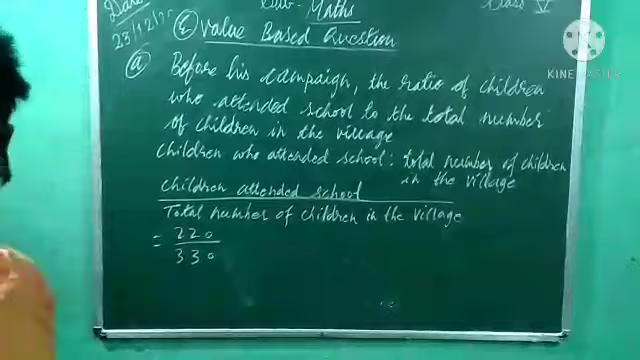 Date
23/12/
Sub- Maths
Class V
Value Based Question
KINEMASTER
(a) Before his campaign, the ratio of children
who attended school to the total number
of children in the village
children who attended school : total number of children
in the village
children attended school
Total number of children in the village
= 220
330